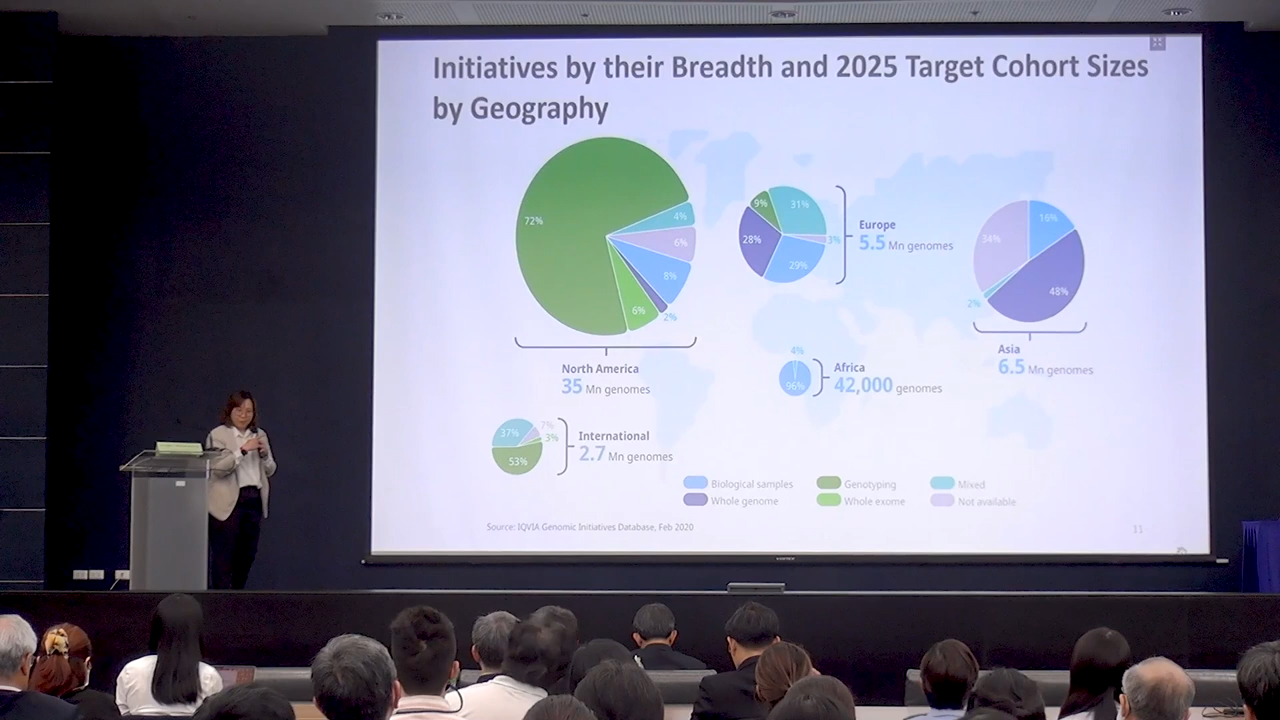 Initiatives by their Breadth and 2025 Target Cohort Sizes
by Geography
72%
4%
6%
8%
2%
6%
North America
35 Mn genomes
9%
31%
3%
28%
29%
Europe
5.5 Mn genomes
16%
34%
48%
2%
Asia
6.5 Mn genomes
4%
96%
Africa
42,000 genomes
37%
7%
3%
53%
International
2.7 Mn genomes
Biological samples
Genotyping
Mixed
Whole genome
Whole exome
Not available
Source: IQVIA Genomic Initiatives Database, Feb 2020
11